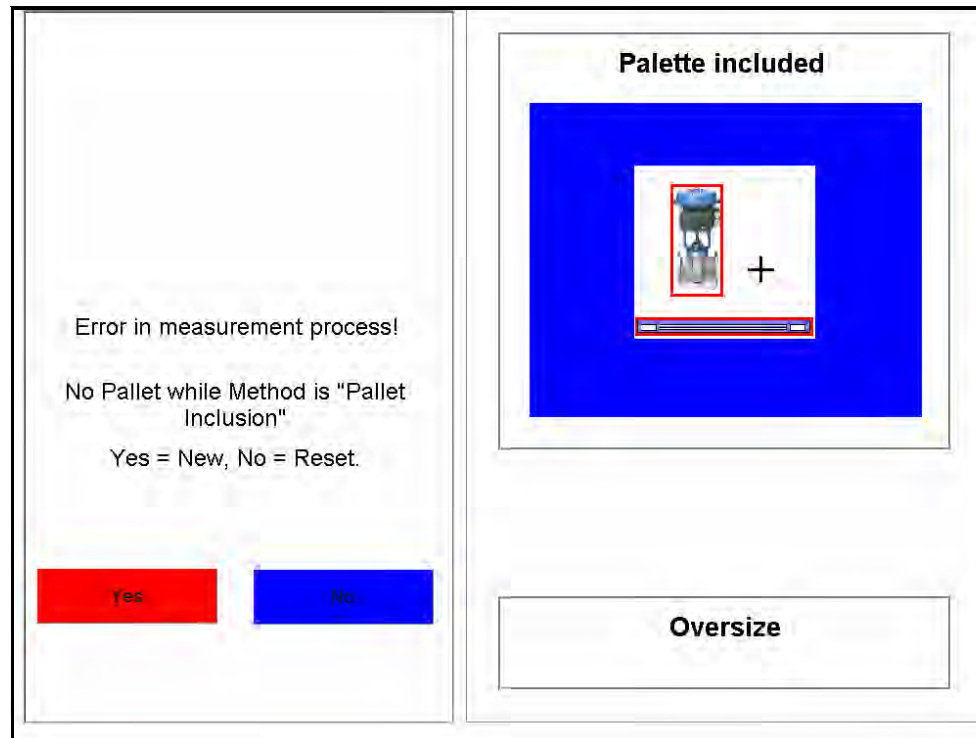 Error in measurement process!
No Pallet while Method is "Pallet
Inclusion"
Yes = New, No = Reset.
Yes
No
Palette included
Oversize